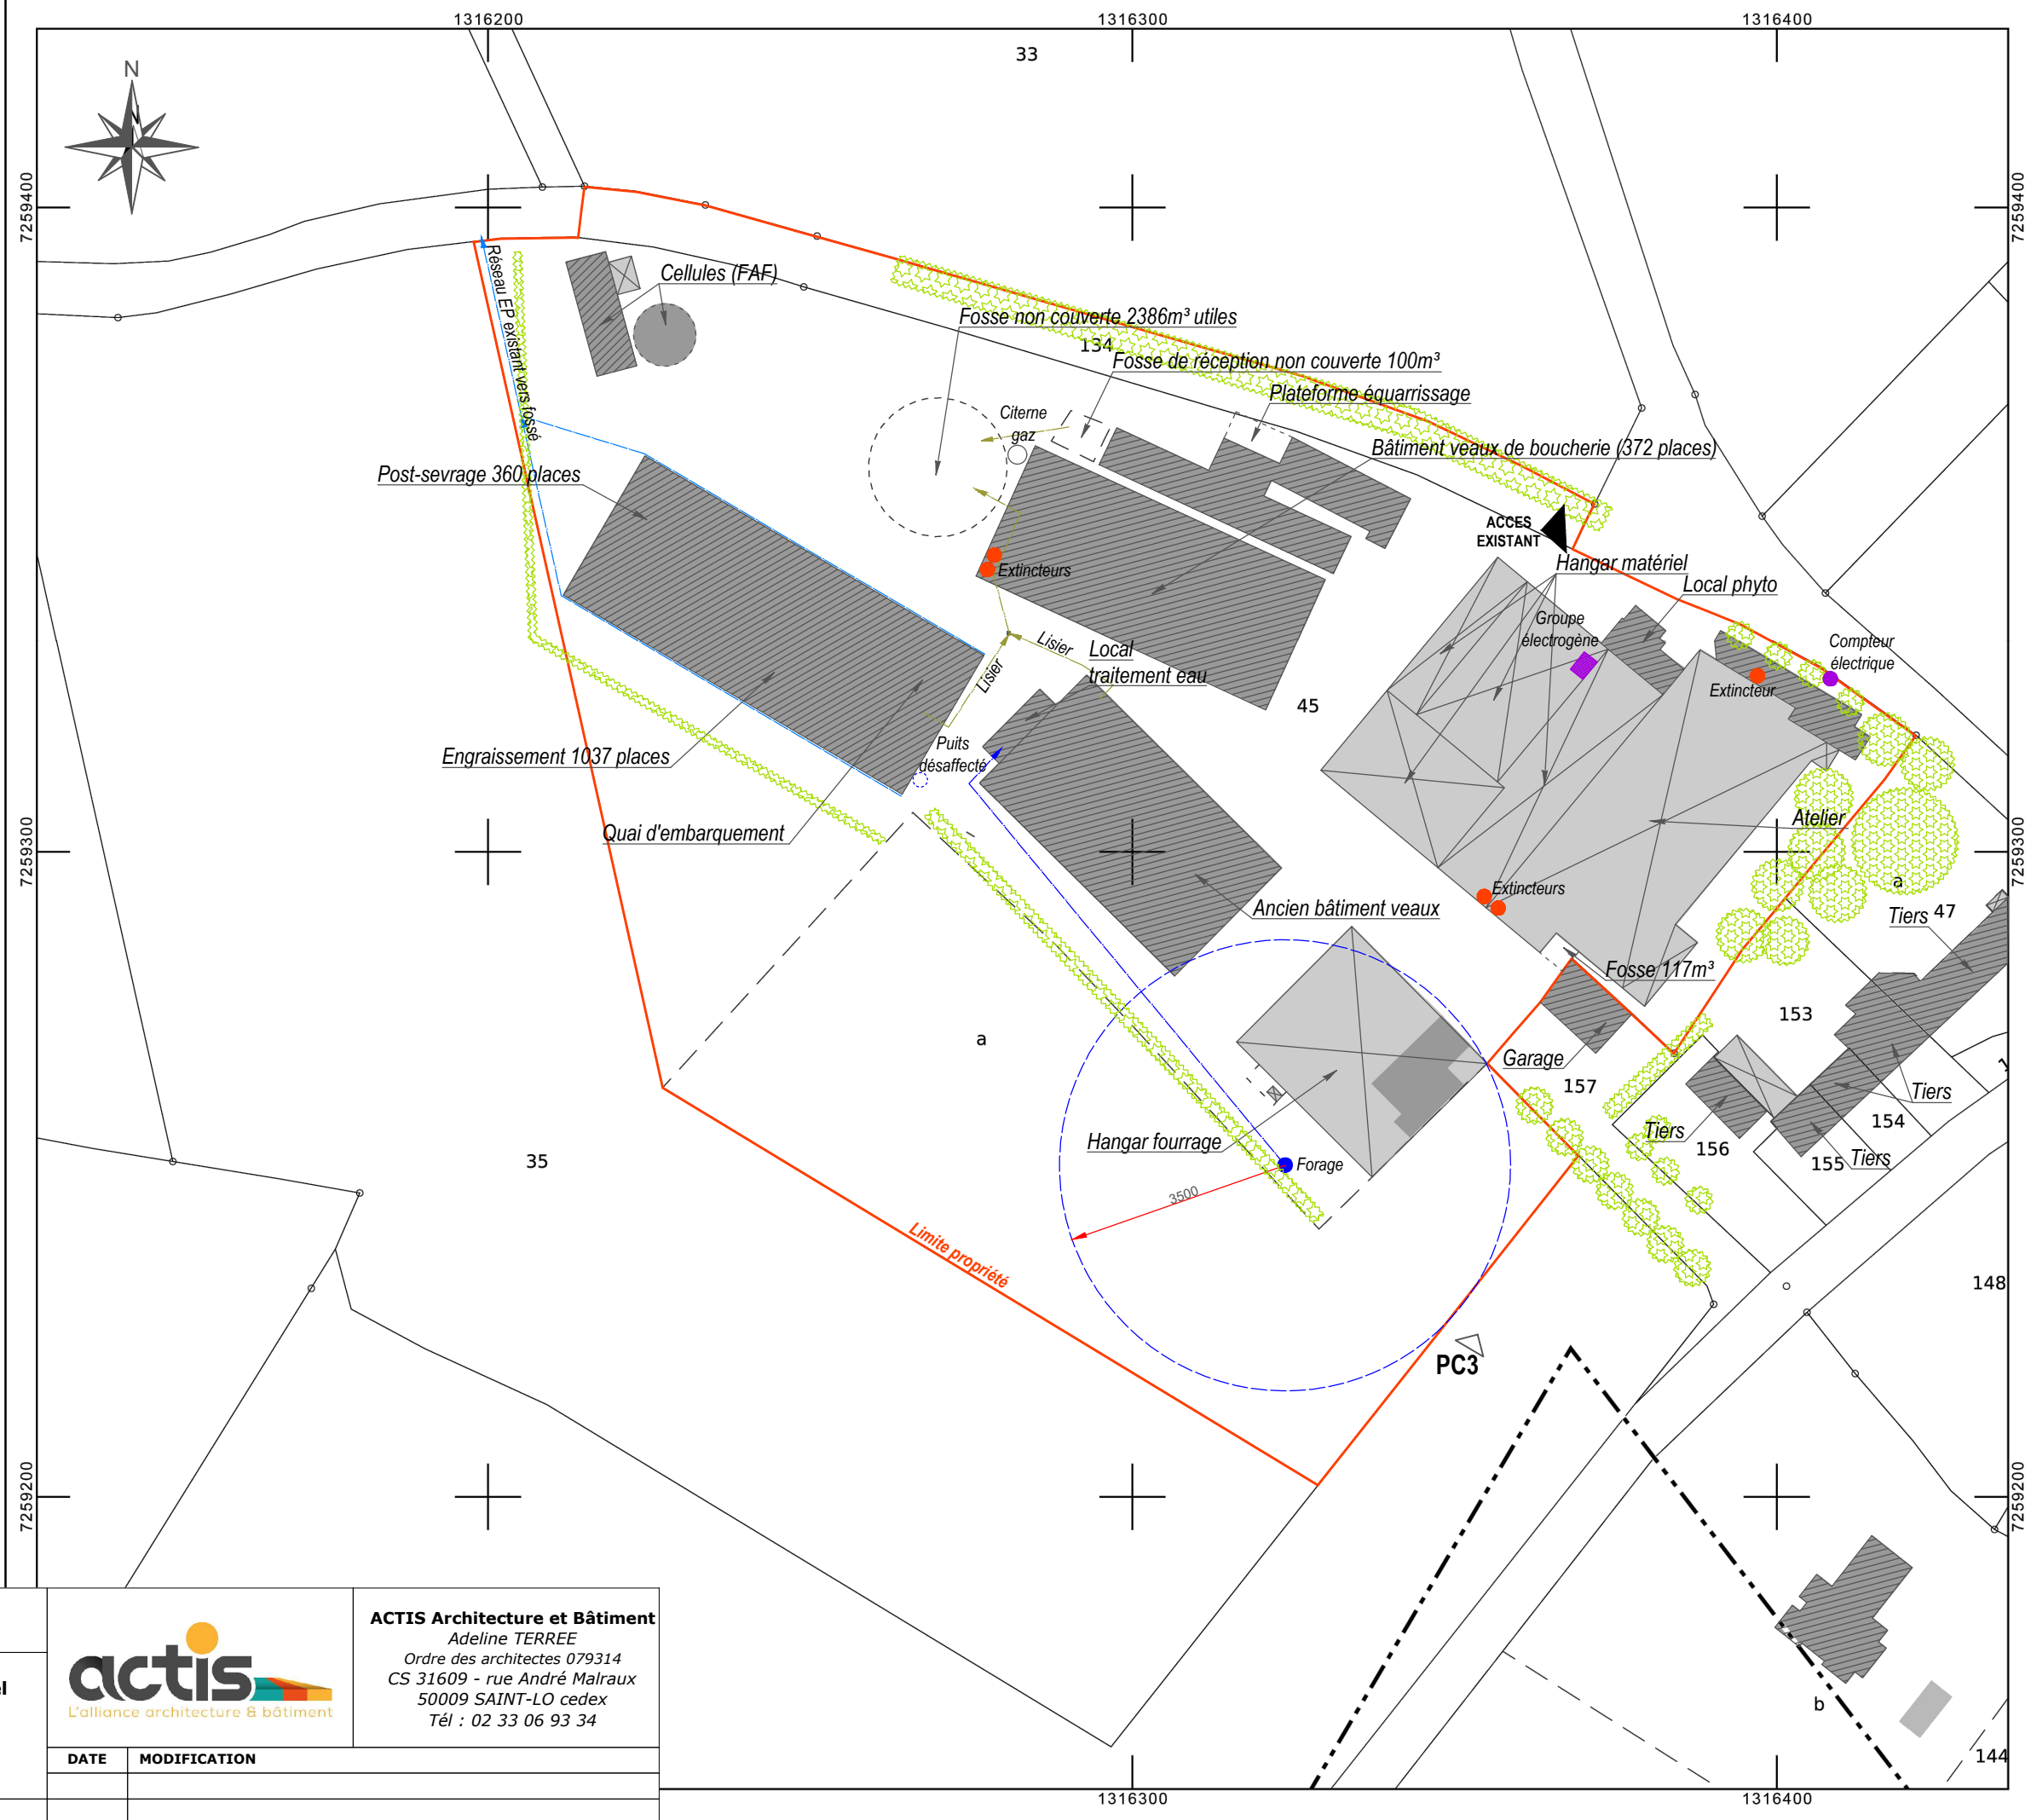 1316200
1316300
1316400
33
N
N
7259400
7259400
Réseau EP existant vers fossé
Cellules (FAF)
Fosse non couverte 2386m³ utiles
134
Fosse de réception non couverte 100m³
Plateforme équarrissage
Citerne
gaz
Bâtiment veaux de boucherie (372 places)
Post-sevrage 360 places
ACCES
EXISTANT
Hangar matériel
Local phyto
Extincteurs
Groupe
électrogène
Compteur
électrique
Lisier
Lisier
Local
traitement eau
Extincteur
45
Puits
désaffecté
Engraissement 1037 places
Quai d'embarquement
Atelier
7259300
7259300
Extincteurs
a
Ancien bâtiment veaux
Tiers
47
Fosse 117m³
153
a
Garage
157
Tiers
154
Tiers
156
155
Tiers
Hangar fourrage
35
Forage
3500
Limite propriété
148
PC3
7259200
7259200
b
144
ACTIS Architecture et Bâtiment
Adeline TERREE
Ordre des architectes 079314
CS 31609 - rue André Malraux
50009 SAINT-LO cedex
Tél : 02 33 06 93 34
actis
L'alliance architecture & bâtiment
DATE
MODIFICATION
1316300
1316400